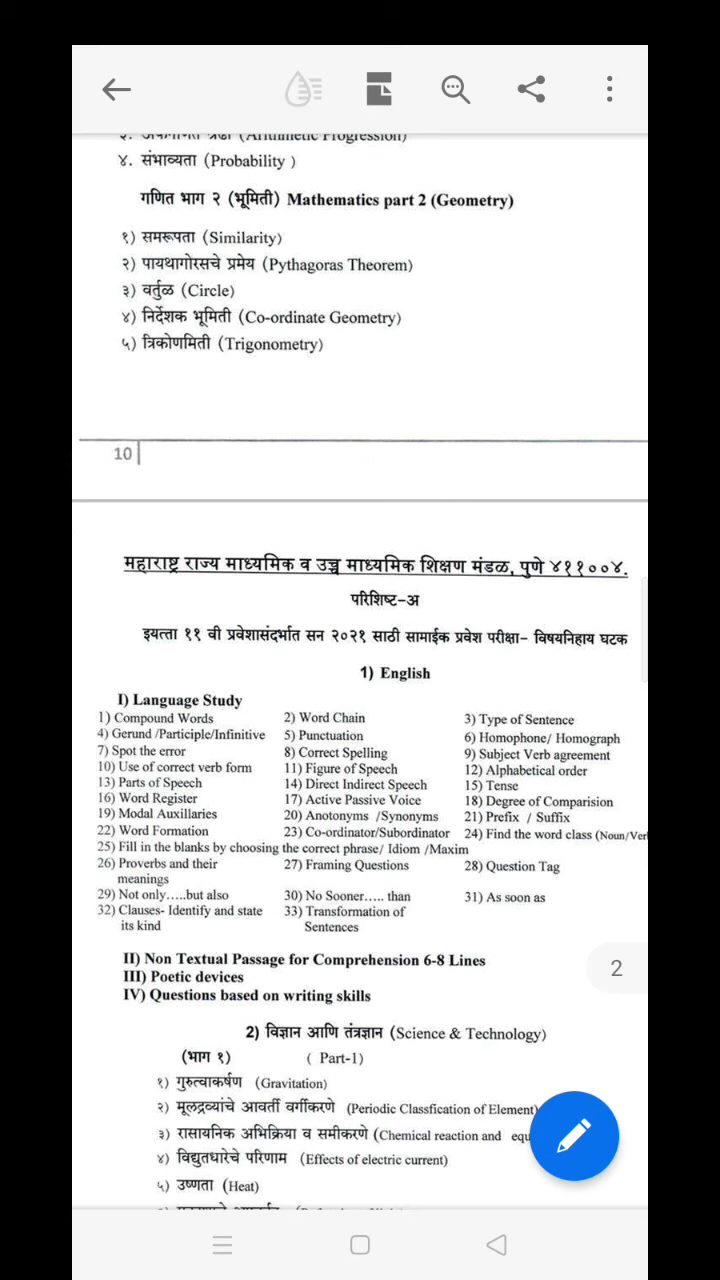 (Arithmetic Progression)
४. संभाव्यता (Probability )
गणित भाग २ (भूमिती) Mathematics part 2 (Geometry)
१) समरूपता (Similarity)
२) पायथागोरसचे प्रमेय (Pythagoras Theorem)
३) वर्तुळ (Circle)
४) निर्देशक भूमिती (Co-ordinate Geometry)
५) त्रिकोणमिती (Trigonometry)
10
महाराष्ट्र राज्य माध्यमिक व उच्च माध्यमिक शिक्षण मंडळ, पुणे ४११००४.
परिशिष्ट-अ
इयत्ता ११ वी प्रवेशासंदर्भात सन २०२१ साठी सामाईक प्रवेश परीक्षा- विषयनिहाय घटक
1) English
I) Language Study
1) Compound Words 2) Word Chain 3) Type of Sentence
4) Gerund /Participle/Infinitive 5) Punctuation 6) Homophone/ Homograph
7) Spot the error 8) Correct Spelling 9) Subject Verb agreement
10) Use of correct verb form 11) Figure of Speech 12) Alphabetical order
13) Parts of Speech 14) Direct Indirect Speech 15) Tense
16) Word Register 17) Active Passive Voice 18) Degree of Comparision
19) Modal Auxillaries 20) Anotonyms /Synonyms 21) Prefix / Suffix
22) Word Formation 23) Co-ordinator/Subordinator 24) Find the word class (Noun/Ver
25) Fill in the blanks by choosing the correct phrase/ Idiom /Maxim
26) Proverbs and their 27) Framing Questions 28) Question Tag
meanings
29) Not only.....but also 30) No Sooner..... than 31) As soon as
32) Clauses- Identify and state 33) Transformation of
its kind Sentences
II) Non Textual Passage for Comprehension 6-8 Lines
III) Poetic devices
2
IV) Questions based on writing skills
2) विज्ञान आणि तंत्रज्ञान (Science & Technology)
(भाग १) ( Part-1)
१) गुरुत्वाकर्षण (Gravitation)
२) मूलद्रव्यांचे आवर्ती वर्गीकरणे (Periodic Classfication of Element)
३) रासायनिक अभिक्रिया व समीकरणे (Chemical reaction and equ
४) विद्युतधारेचे परिणाम (Effects of electric current)
५) उष्णता (Heat)